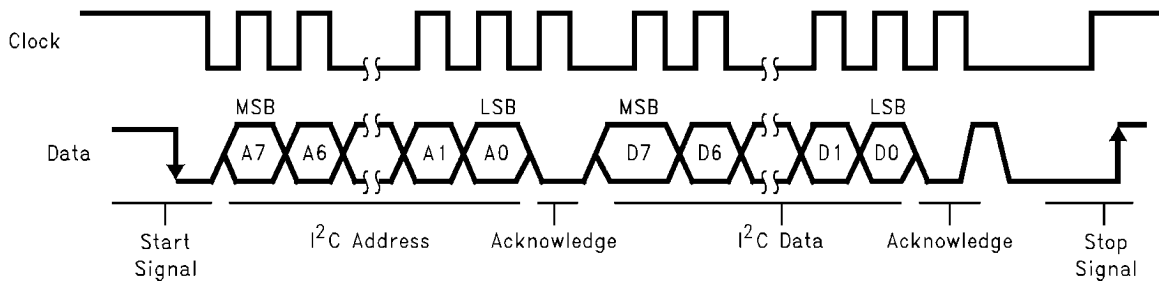 Clock
MSB LSB MSB LSB
Data A7 A6 A1 A0 D7 D6 D1 D0
Start Signal
I²C Address
Acknowledge
I²C Data
Acknowledge
Stop Signal